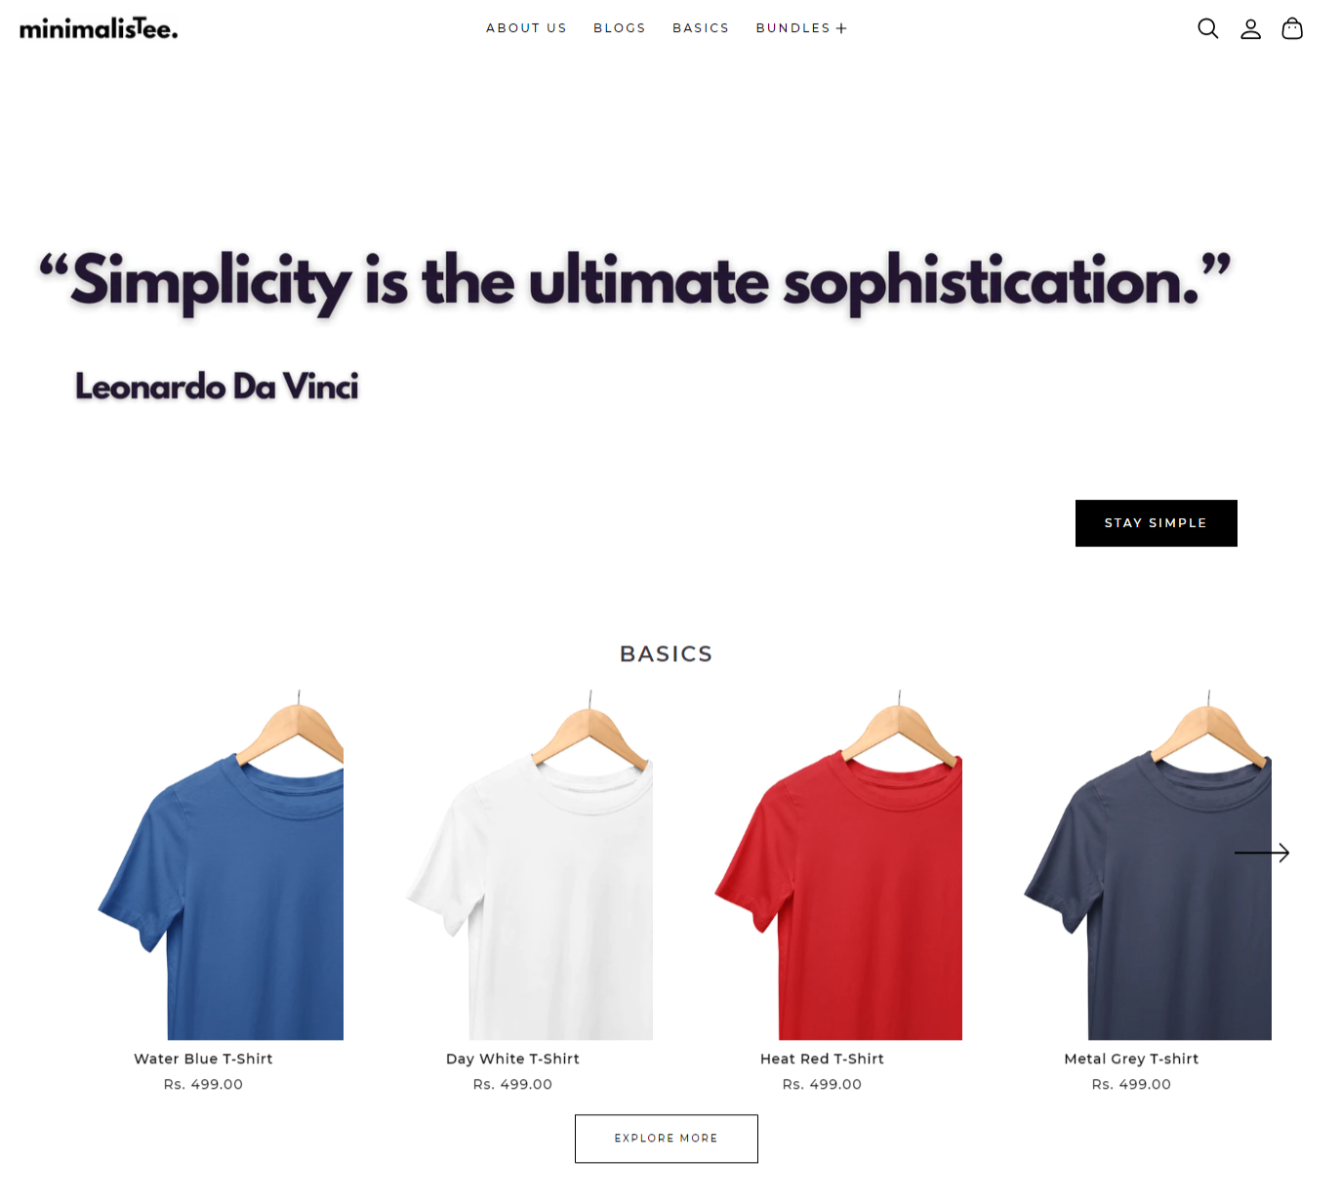 minimalisTee.
ABOUT US
BLOGS
BASICS
BUNDLES +
“Simplicity is the ultimate sophistication.”
Leonardo Da Vinci
STAY SIMPLE
BASICS
Water Blue T-Shirt
Rs. 499.00
Day White T-Shirt
Rs. 499.00
Heat Red T-Shirt
Rs. 499.00
Metal Grey T-shirt
Rs. 499.00
EXPLORE MORE